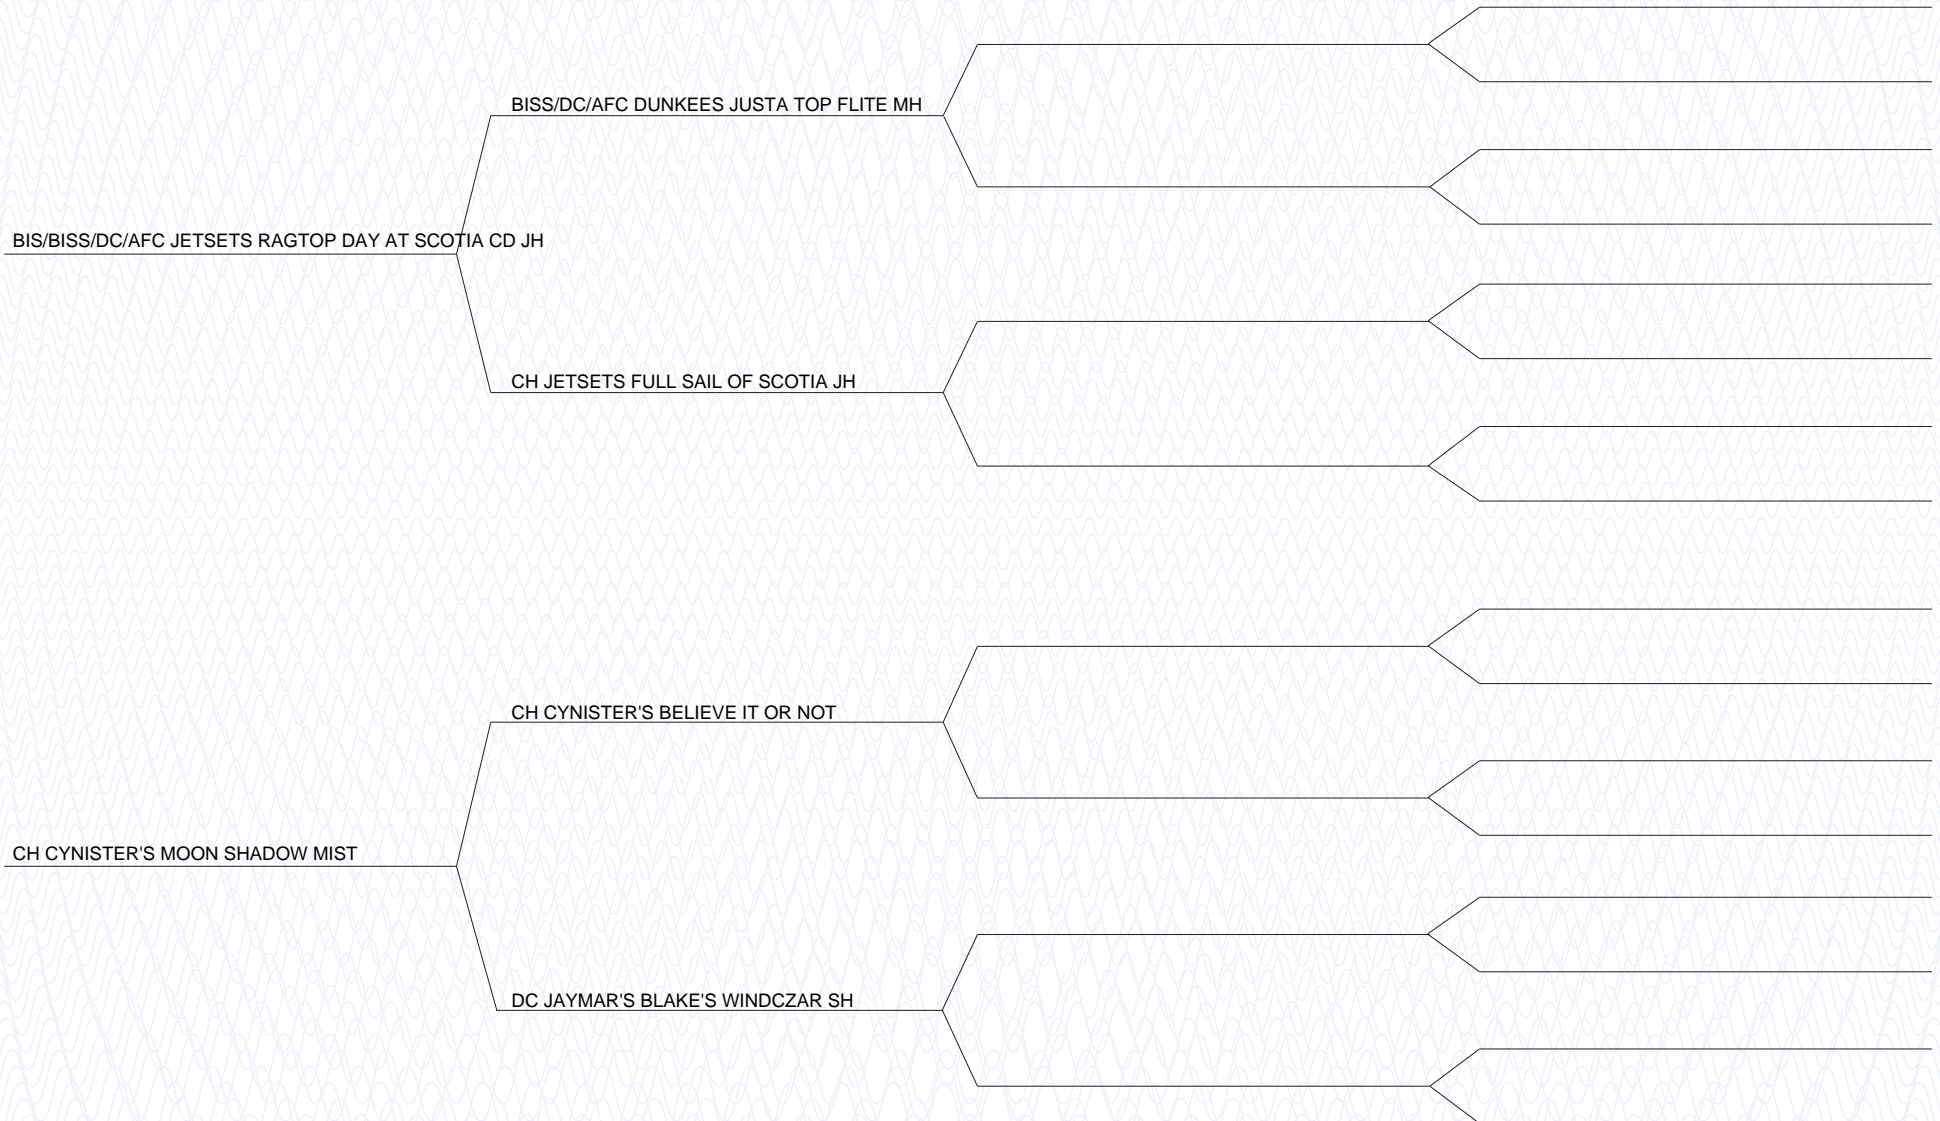 BISS/DC/AFC DUNKEES JUSTA TOP FLITE MH
BIS/BISS/DC/AFC JETSETS RAGTOP DAY AT SCOTIA CD JH
CH JETSETS FULL SAIL OF SCOTIA JH
CH CYNISTER'S BELIEVE IT OR NOT
CH CYNISTER'S MOON SHADOW MIST
DC JAYMAR'S BLAKE'S WINDCZAR SH